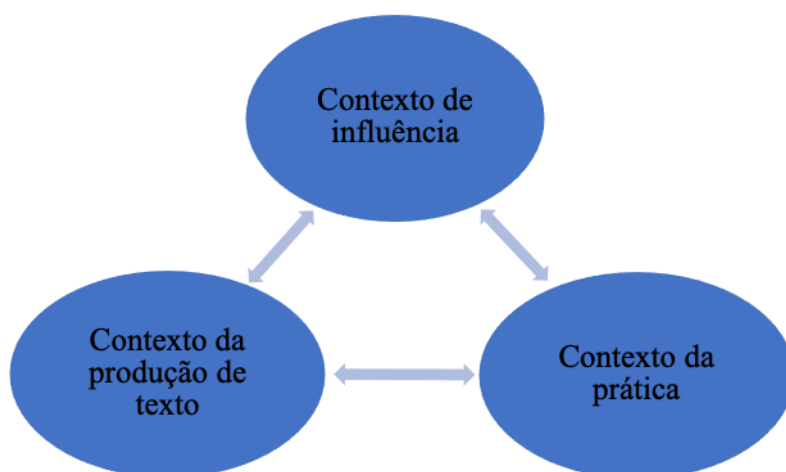 Contexto de
influência
Contexto da
produção de
texto
Contexto da
prática